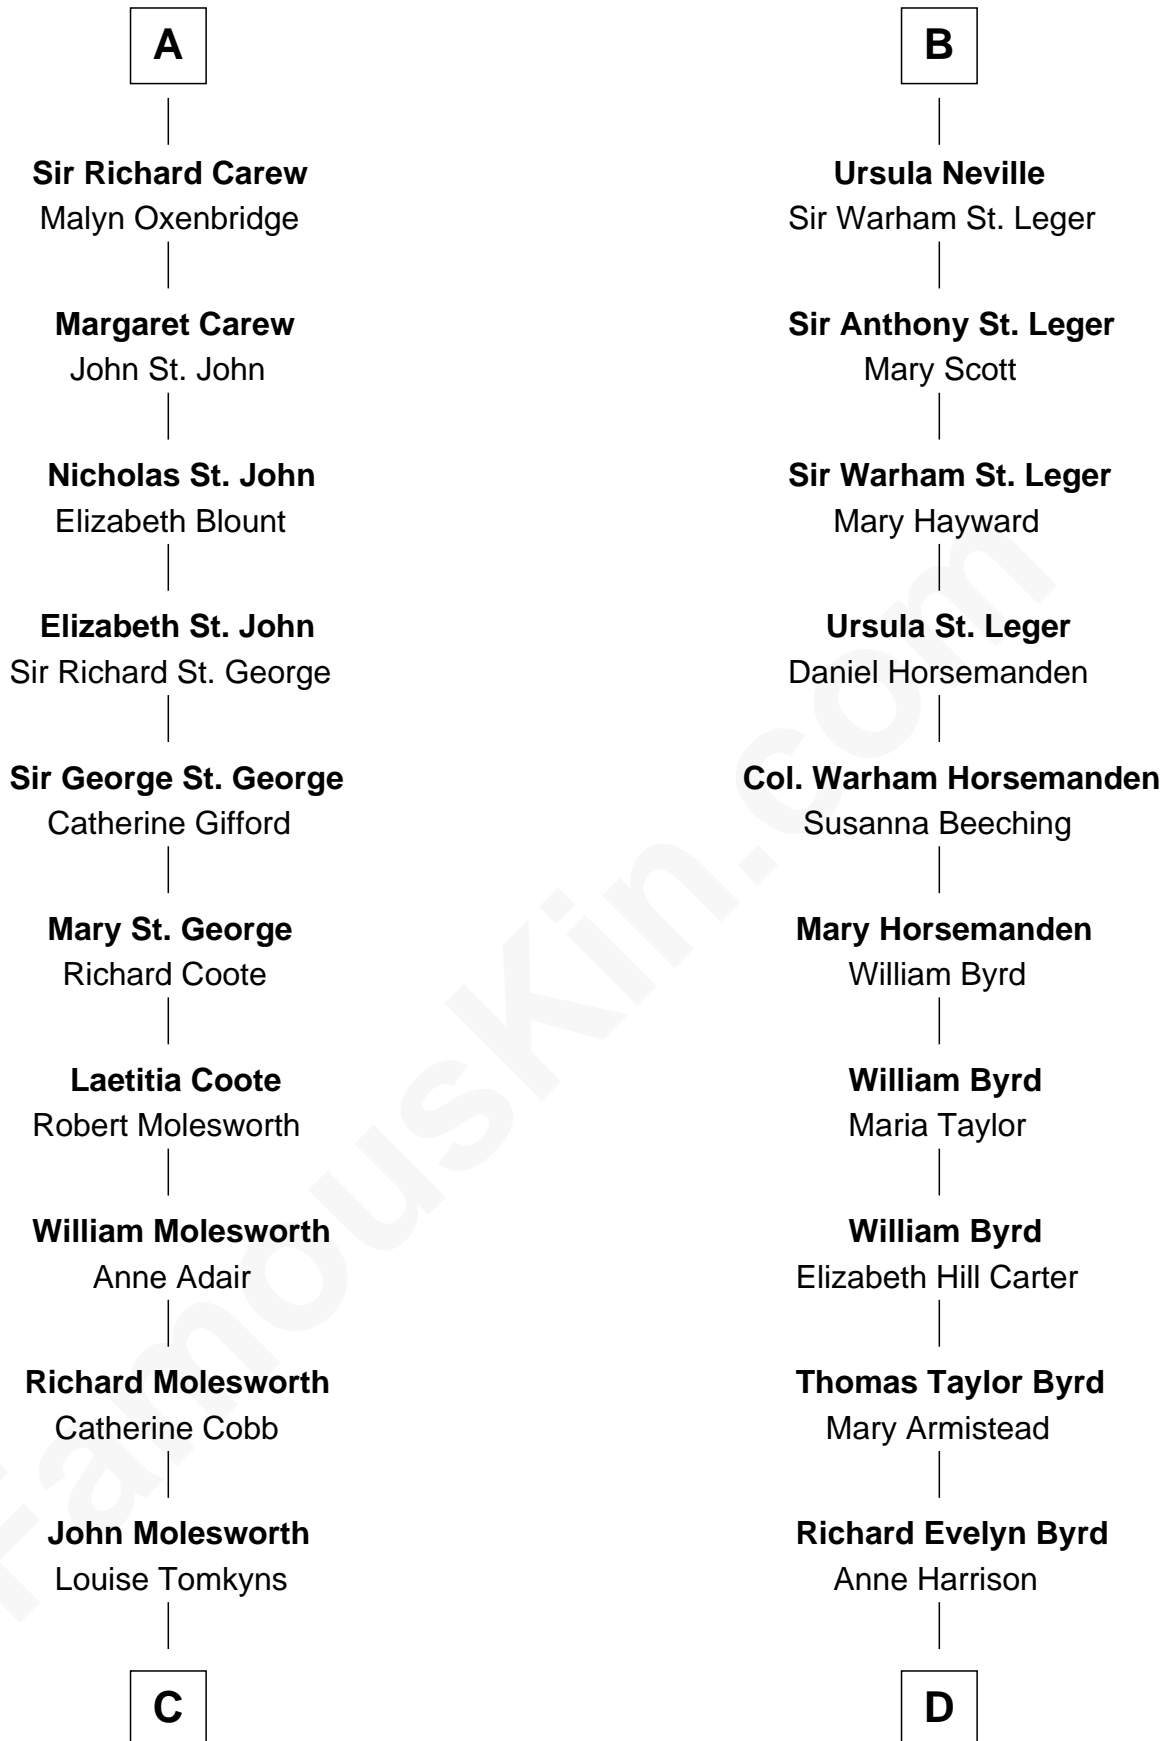 A
Sir Richard Carew
Malyn Oxenbridge
Margaret Carew
John St. John
Nicholas St. John
Elizabeth Blount
Elizabeth St. John
Sir Richard St. George
Sir George St. George
Catherine Gifford
Mary St. George
Richard Coote
Laetitia Coote
Robert Molesworth
William Molesworth
Anne Adair
Richard Molesworth
Catherine Cobb
John Molesworth
Louise Tomkyns
C
B
Ursula Neville
Sir Warham St. Leger
Sir Anthony St. Leger
Mary Scott
Sir Warham St. Leger
Mary Hayward
Ursula St. Leger
Daniel Horsemanden
Col. Warham Horsemanden
Susanna Beeching
Mary Horsemanden
William Byrd
William Byrd
Maria Taylor
William Byrd
Elizabeth Hill Carter
Thomas Taylor Byrd
Mary Armistead
Richard Evelyn Byrd
Anne Harrison
D
FamousKin.com